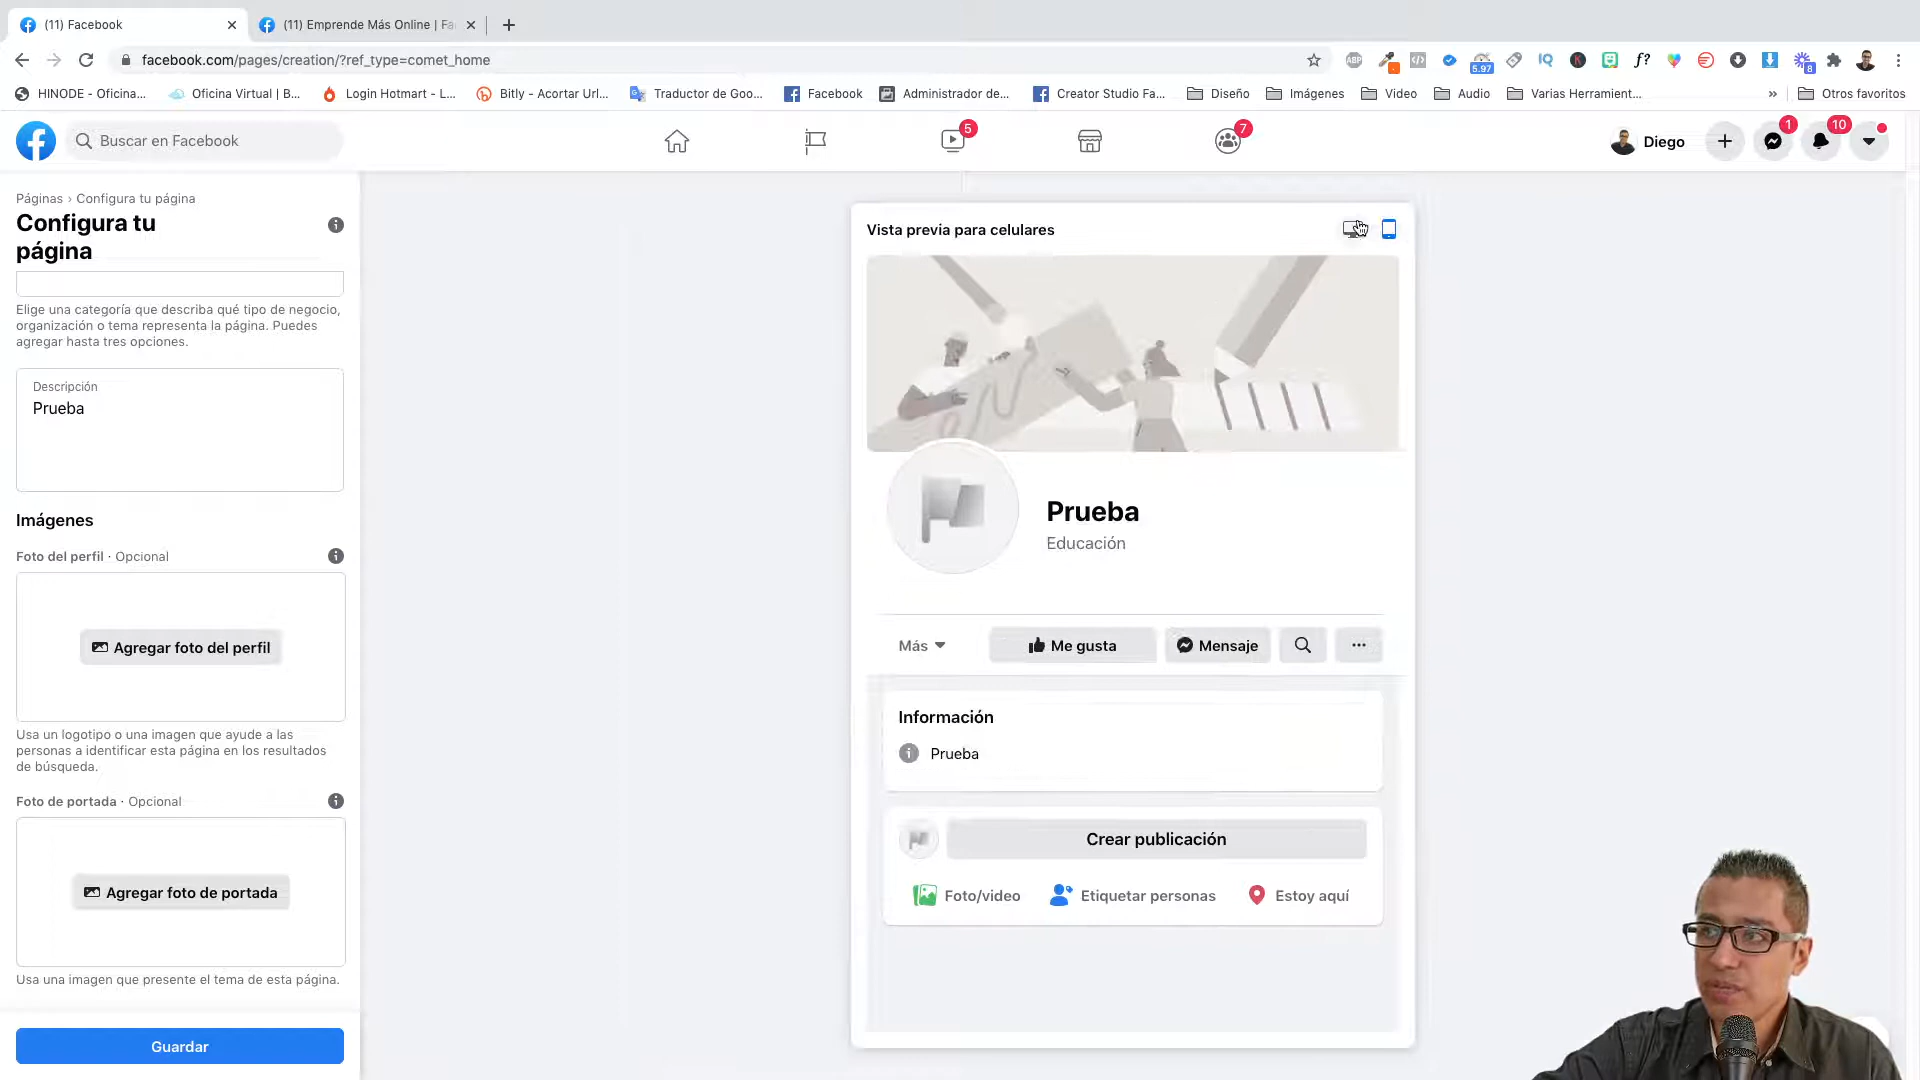 (11) Facebook
(11) Emprende Más Online | Fa
facebook.com/pages/creation/?ref_type=comet_home
ABP
5.97
IQ
K
f?
8
HINODE - Oficina...
Oficina Virtual | B...
Login Hotmart - L...
Bitly - Acortar Url...
Traductor de Goo...
Facebook
Administrador de...
Creator Studio Fa...
Diseño
Imágenes
Video
Audio
Varias Herramient...
»
Otros favoritos
Buscar en Facebook
5
7
Diego
1
10
Páginas › Configura tu página
Configura tu
página
Elige una categoría que describa qué tipo de negocio,
organización o tema representa la página. Puedes
agregar hasta tres opciones.
Descripción
Prueba
Imágenes
Foto del perfil · Opcional
Agregar foto del perfil
Usa un logotipo o una imagen que ayude a las
personas a identificar esta página en los resultados
de búsqueda.
Foto de portada · Opcional
Agregar foto de portada
Usa una imagen que presente el tema de esta página.
Guardar
Vista previa para celulares
Prueba
Educación
Más
Me gusta
Mensaje
Información
Prueba
Crear publicación
Foto/video
Etiquetar personas
Estoy aquí